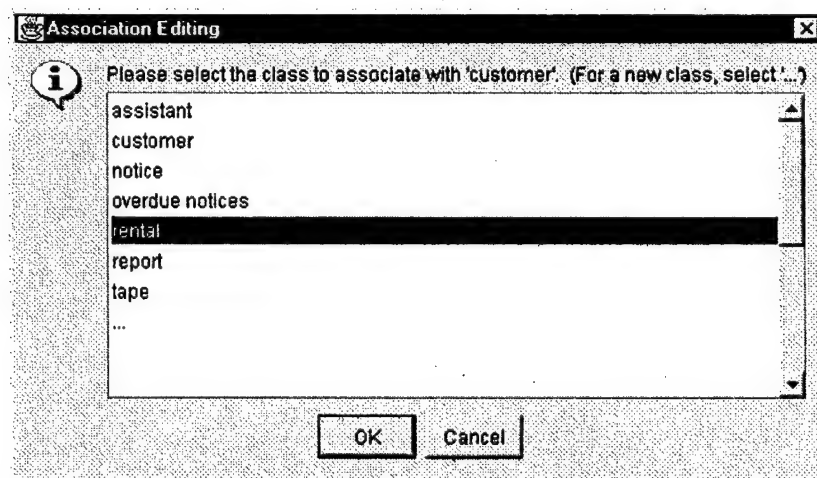 Association Editing
Please select the class to associate with 'customer'. (For a new class, select '...')
assistant
customer
notice
overdue notices
rental
report
tape
...
OK Cancel